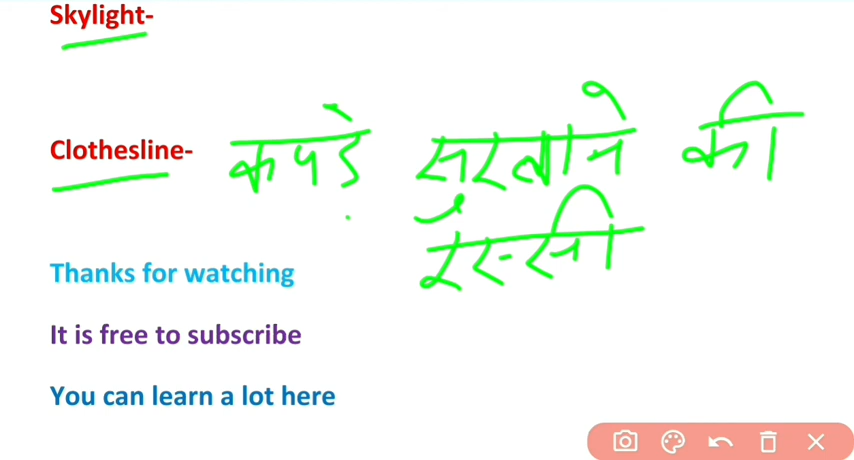 Skylight-
Clothesline- कपड़े सुखाने की
रस्सी
Thanks for watching
It is free to subscribe
You can learn a lot here